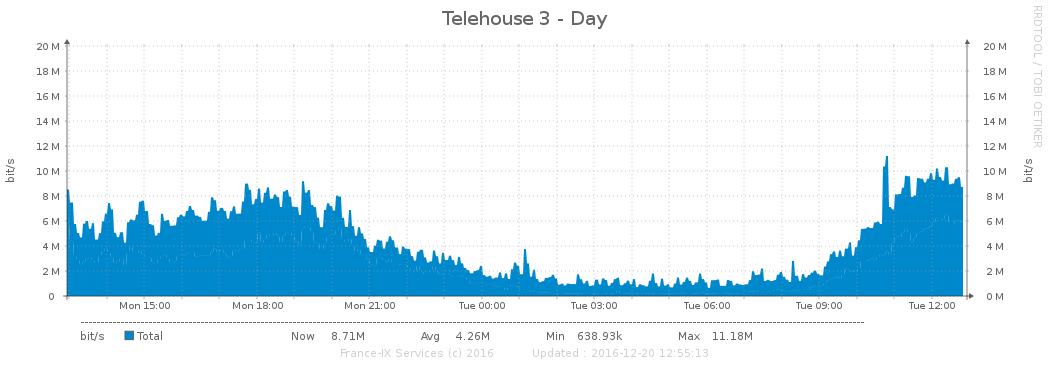 Telehouse 3 - Day
RRDTOOL / TOBI OETIKER
bit/s
20 M 20 M
18 M 18 M
16 M 16 M
14 M 14 M
12 M 12 M
10 M 10 M
8 M 8 M
6 M 6 M
4 M 4 M
2 M 2 M
0 0 M
bit/s
Mon 15:00 Mon 18:00 Mon 21:00 Tue 00:00 Tue 03:00 Tue 06:00 Tue 09:00 Tue 12:00
bit/s Total Now 8.71M Avg 4.26M Min 638.93k Max 11.18M
France-IX Services (c) 2016 Updated : 2016-12-20 12:55:13